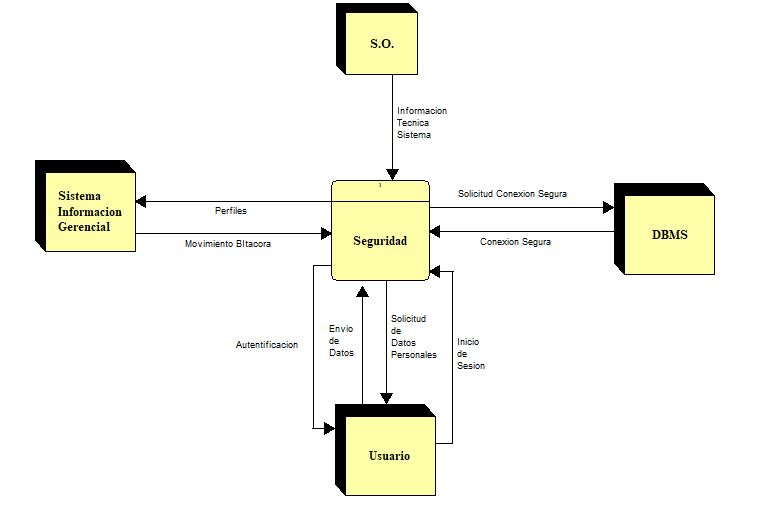 S.O.
Informacion
Tecnica
Sistema
1
Sistema
Informacion
Gerencial
Perfiles
Movimiento BItacora
Seguridad
Solicitud Conexion Segura
Conexion Segura
DBMS
Autentificacion
Envio
de
Datos
Solicitud
de
Datos
Personales
Inicio
de
Sesion
Usuario